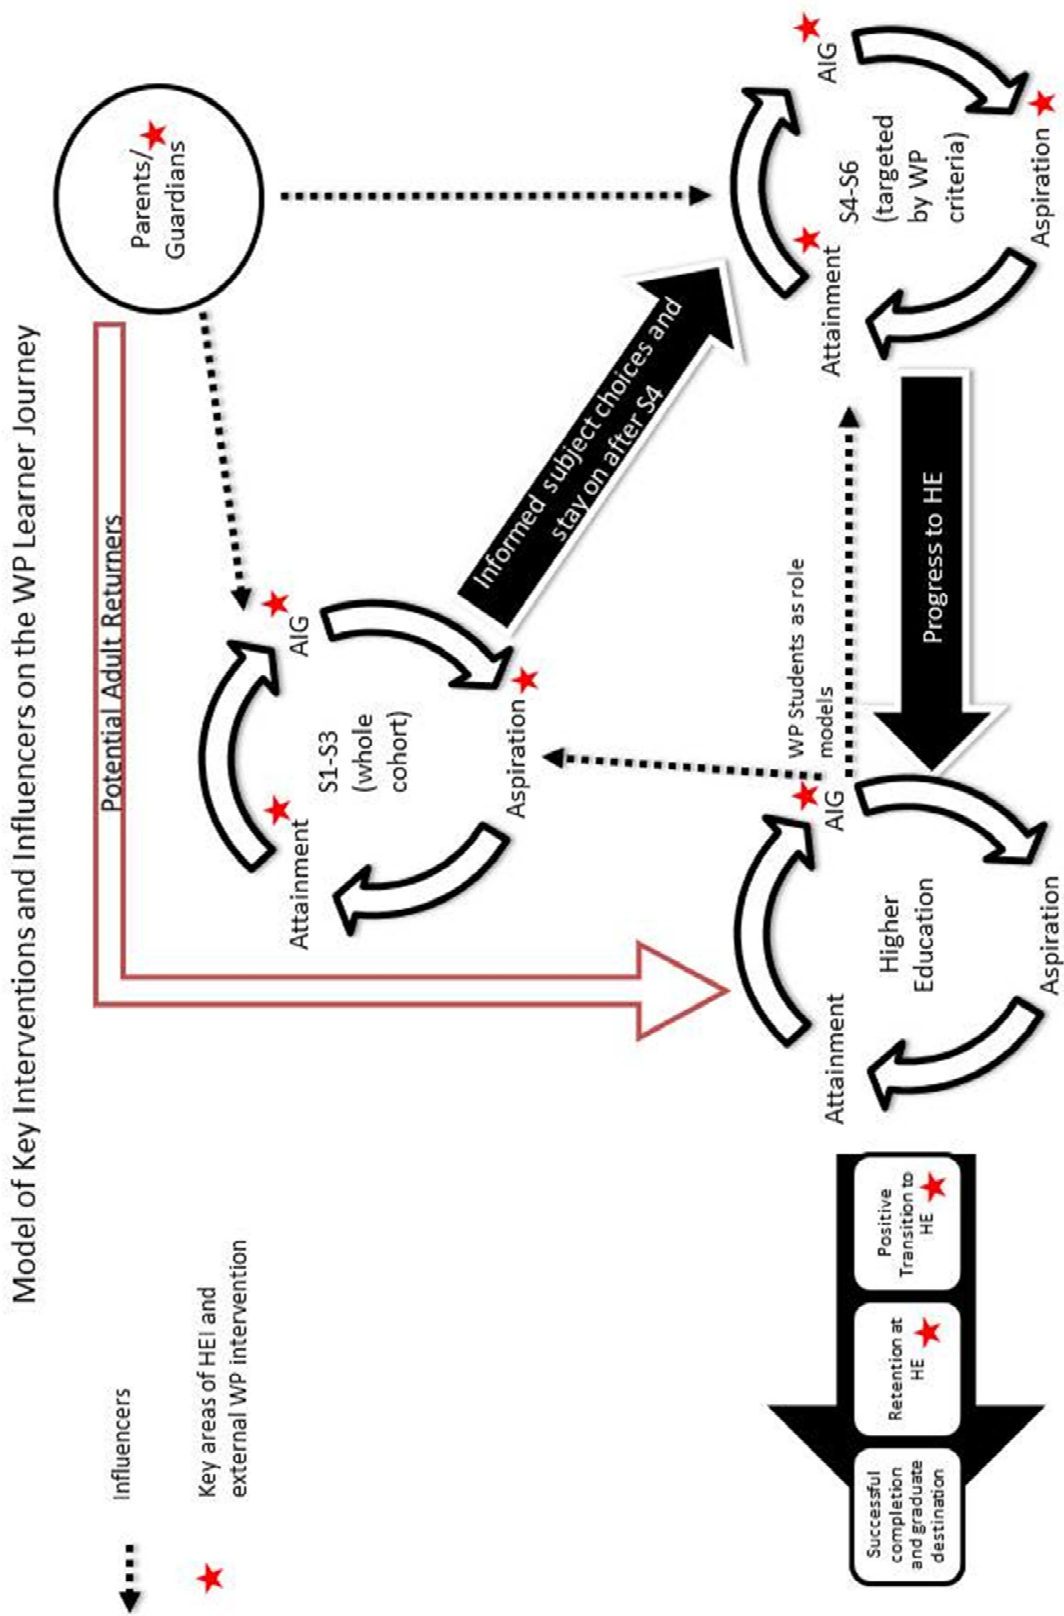 Model of Key Interventions and Influencers on the WP Learner Journey
Influencers
Key areas of HEI and
external WP intervention
Potential Adult Returners
Parents/
Guardians
Attainment
AIG
S1-S3
(whole
cohort)
Aspiration
Informed subject choices and
stay on after S4
WP Students as role
models
Attainment
AIG
S4-S6
(targeted
by WP
criteria)
Aspiration
Progress to HE
Attainment
AIG
Higher
Education
Aspiration
Positive
Transition to
HE
Retention at
HE
Successful
completion
and graduate
destination